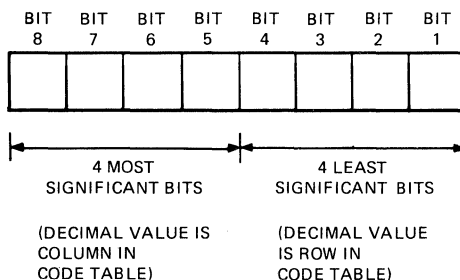 BIT BIT BIT BIT BIT BIT BIT BIT
8 7 6 5 4 3 2 1
4 MOST
SIGNIFICANT BITS
4 LEAST
SIGNIFICANT BITS
(DECIMAL VALUE IS
COLUMN IN
CODE TABLE)
(DECIMAL VALUE
IS ROW IN
CODE TABLE)